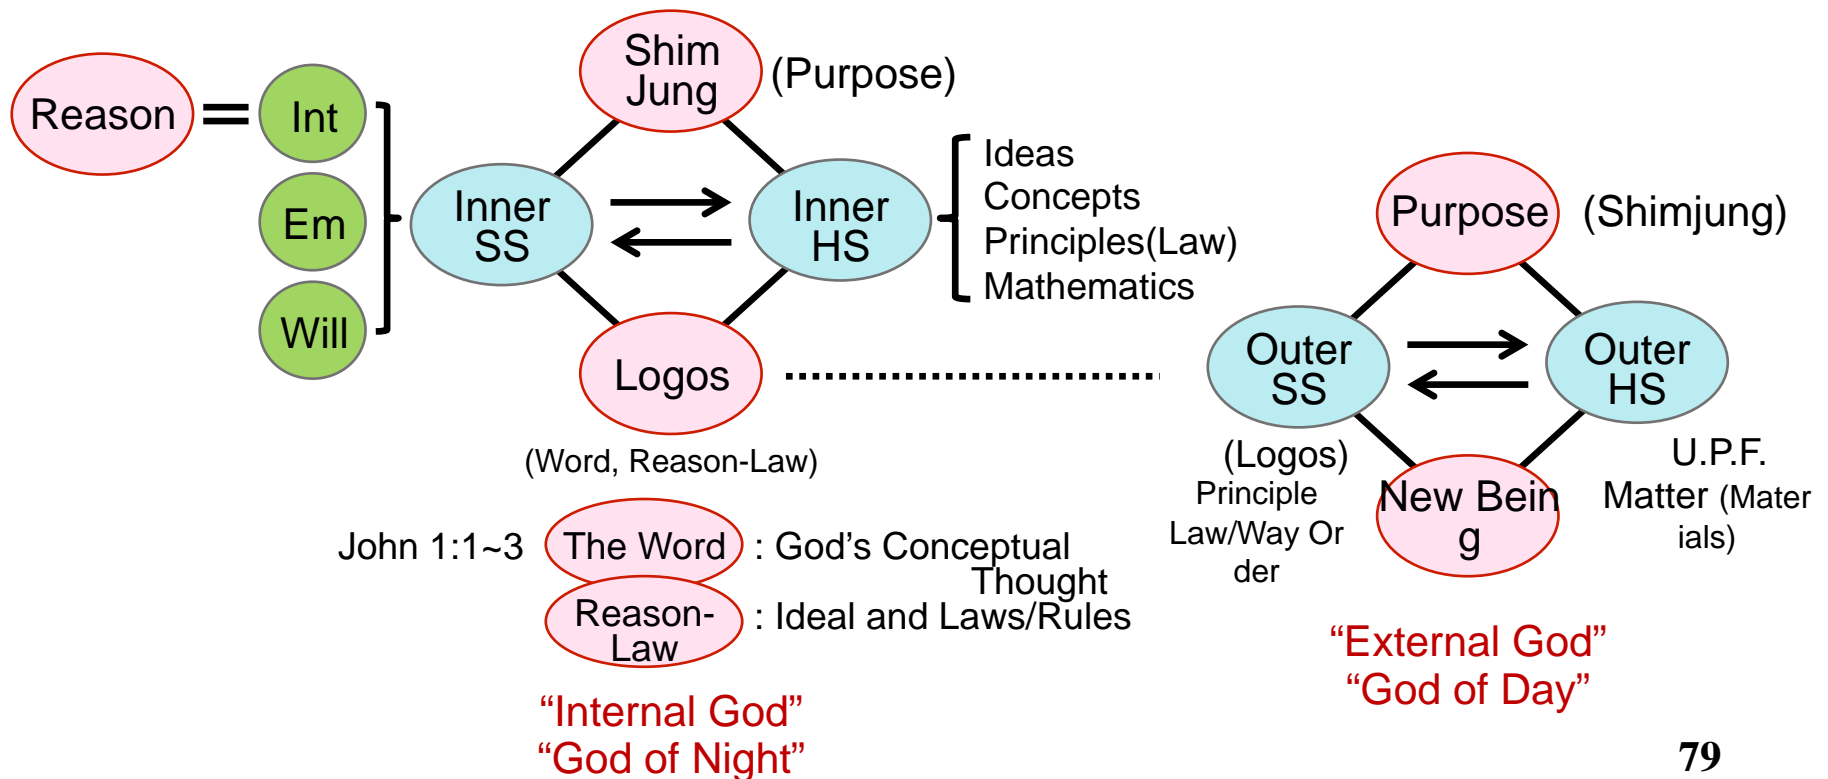 Reason
=
Int
Em
Will
Shim
Jung
(Purpose)
Inner
SS
Inner
HS
Ideas
Concepts
Principles(Law)
Mathematics
Logos
(Word, Reason-Law)
John 1:1~3
The Word
: God’s Conceptual
Thought
Reason-
Law
: Ideal and Laws/Rules
“Internal God”
“God of Night”
Purpose
(Shimjung)
Outer
SS
Outer
HS
(Logos)
Principle
Law/Way Or
der
New Bein
g
U.P.F.
Matter (Mater
ials)
“External God”
“God of Day”
79